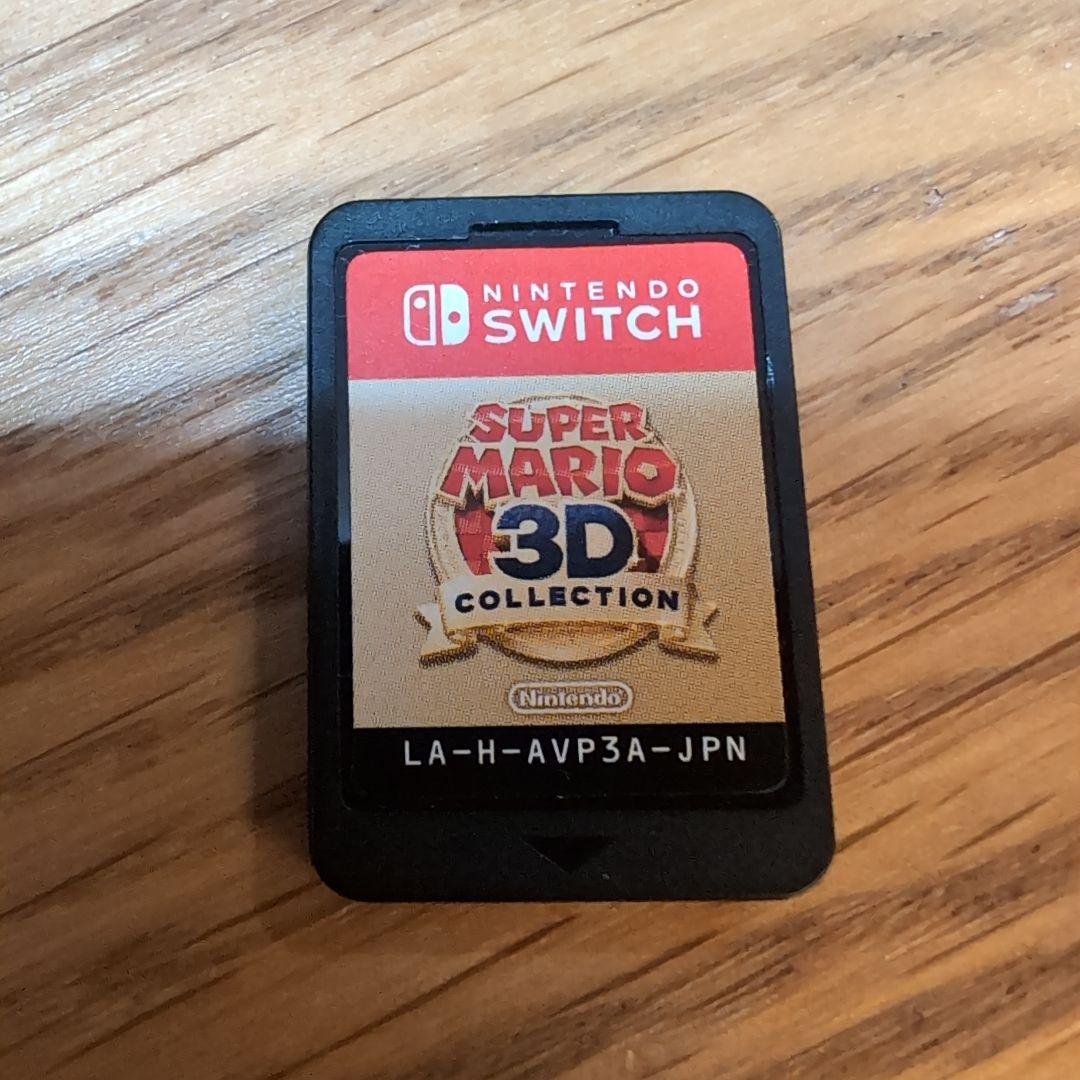 NINTENDO
SWITCH
SUPER
MARIO
3D
COLLECTION
Nintendo
LA-H-AVP3A-JPN